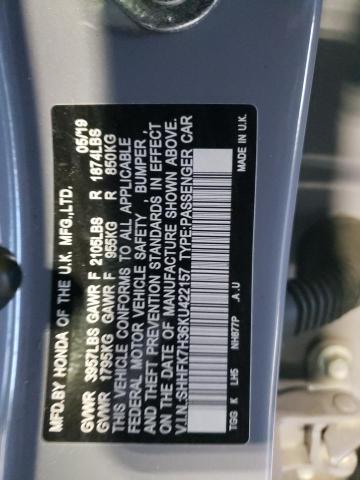 MFD.BY HONDA OF THE U.K. MFG.,LTD. 05/19
GVWR 3957LBS GAWR F 2105LBS R 1874LBS
GVWR 1795KG GAWR F 955KG R 850KG
THIS VEHICLE CONFORMS TO ALL APPLICABLE
FEDERAL MOTOR VEHICLE SAFETY , BUMPER,
AND THEFT PREVENTION STANDARDS IN EFFECT
ON THE DATE OF MANUFACTURE SHOWN ABOVE.
V.I.N.:SHHFK7H36KU422157 TYPE:PASSENGER CAR
TGG K LH5 NH877P .A.U MADE IN U.K.